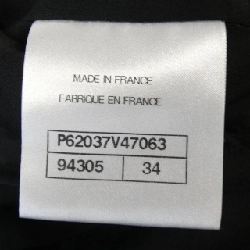 MADE IN FRANCE
FABRIQUE EN FRANCE
P62037V47063
94305 34